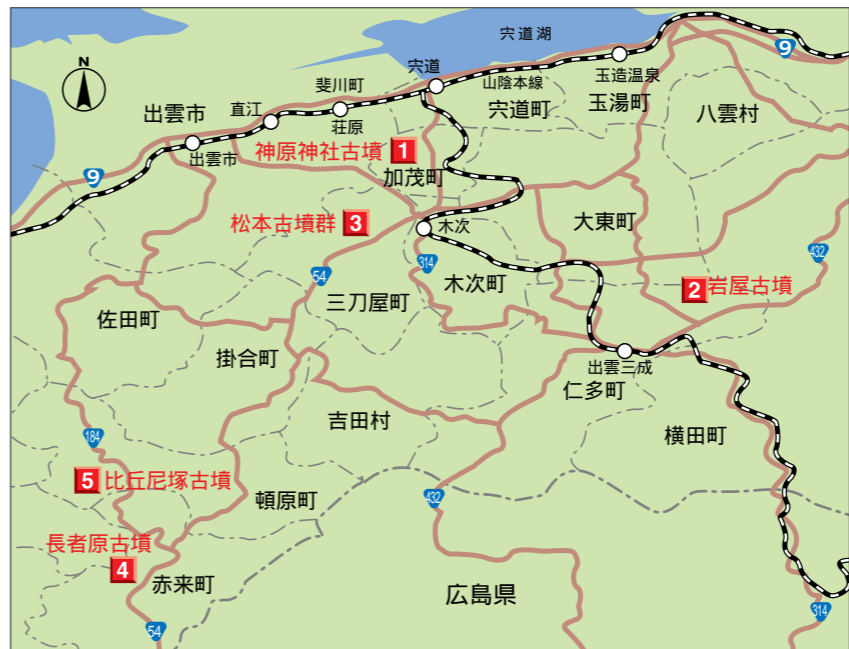 宍道湖
9
N
宍道
玉造温泉
斐川町
山陰本線
出雲市
直江
荘原
宍道町
玉湯町
八雲村
出雲市
神原神社古墳 1
加茂町
9
松本古墳群 3
木次
大東町
432
54
314
木次町
2 岩屋古墳
三刀屋町
佐田町
掛合町
出雲三成
仁多町
吉田村
横田町
184
5 比丘尼塚古墳
432
頓原町
長者原古墳
4
赤来町
広島県
54
314